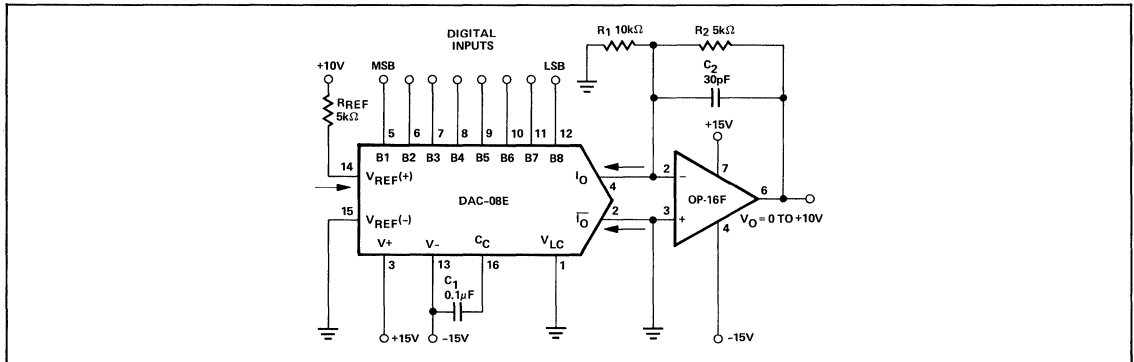 DIGITAL
INPUTS
R1 10kΩ
R2 5kΩ
C2
30pF
+10V
MSB
LSB
RREF
5kΩ
5 6 7 8 9 10 11 12
B1 B2 B3 B4 B5 B6 B7 B8
+15V
7
14
VREF(+)
IO
4
2
−
DAC-08E
OP-16F
6
15
VREF(-)
IO
2
3
+
VO = 0 TO +10V
4
V+ V- CC VLC
3 13 16 1
C1
0.1μF
+15V
-15V
-15V